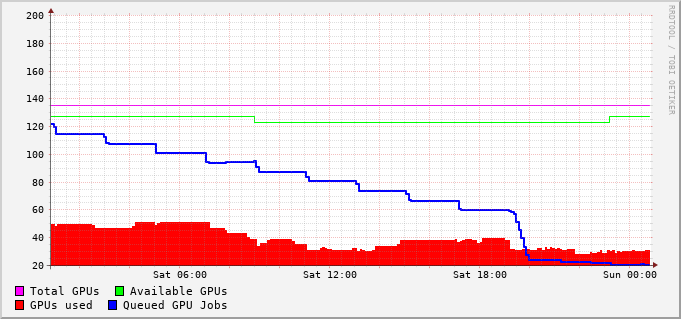 200
180
160
140
120
100
80
60
40
20
Sat 06:00 Sat 12:00 Sat 18:00 Sun 00:00
Total GPUs Available GPUs
GPUs used Queued GPU Jobs
RRDTOOL / TOBI OETIKER